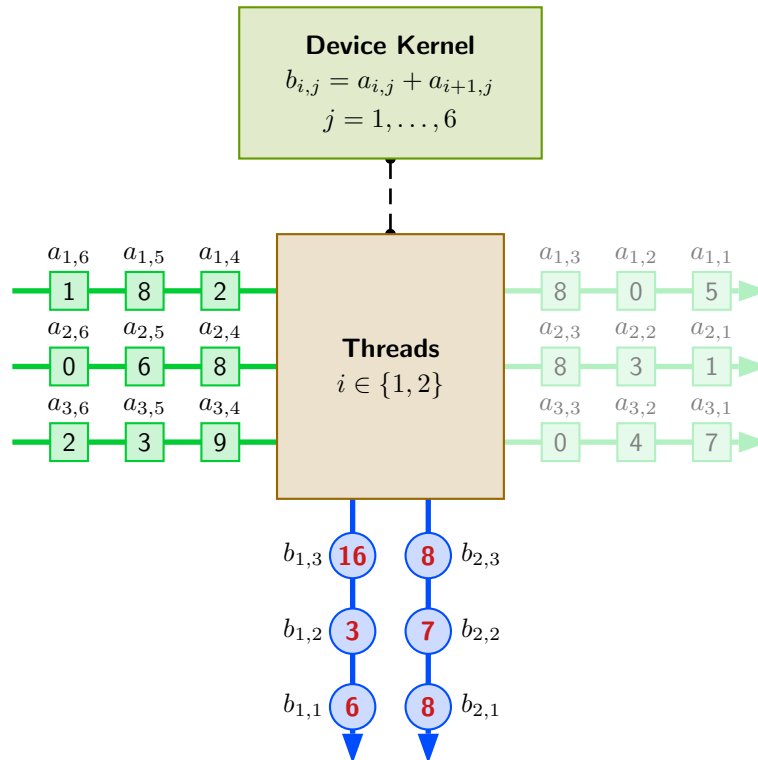 Device Kernel
b_{i,j} = a_{i,j} + a_{i+1,j}
j = 1, . . . , 6
a_{1,6} a_{1,5} a_{1,4} a_{1,3} a_{1,2} a_{1,1}
1 8 2 8 0 5
a_{2,6} a_{2,5} a_{2,4} a_{2,3} a_{2,2} a_{2,1}
0 6 8 8 3 1
Threads
i ∈ {1, 2}
a_{3,6} a_{3,5} a_{3,4} a_{3,3} a_{3,2} a_{3,1}
2 3 9 0 4 7
b_{1,3} 16 8 b_{2,3}
b_{1,2} 3 7 b_{2,2}
b_{1,1} 6 8 b_{2,1}